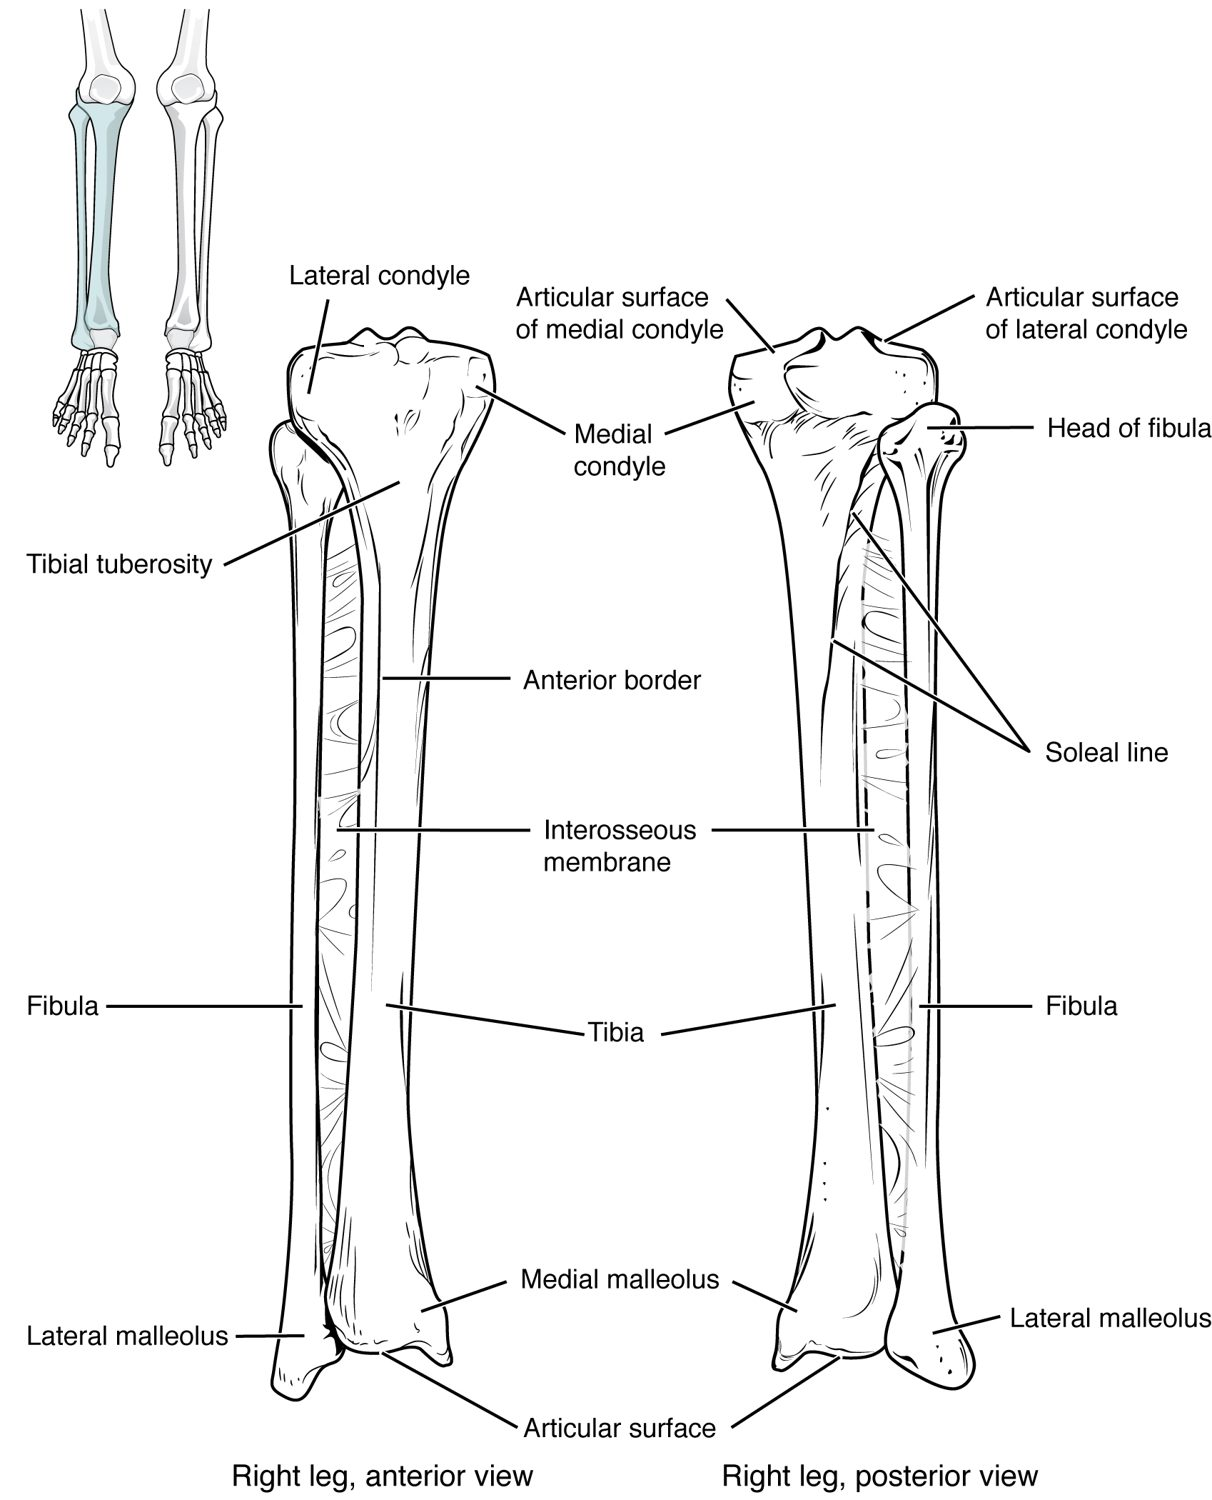 Lateral condyle
Articular surface
of medial condyle
Articular surface
of lateral condyle
Medial
condyle
Head of fibula
Tibial tuberosity
Anterior border
Soleal line
Interosseous
membrane
Fibula
Tibia
Fibula
Medial malleolus
Lateral malleolus
Lateral malleolus
Articular surface
Right leg, anterior view
Right leg, posterior view